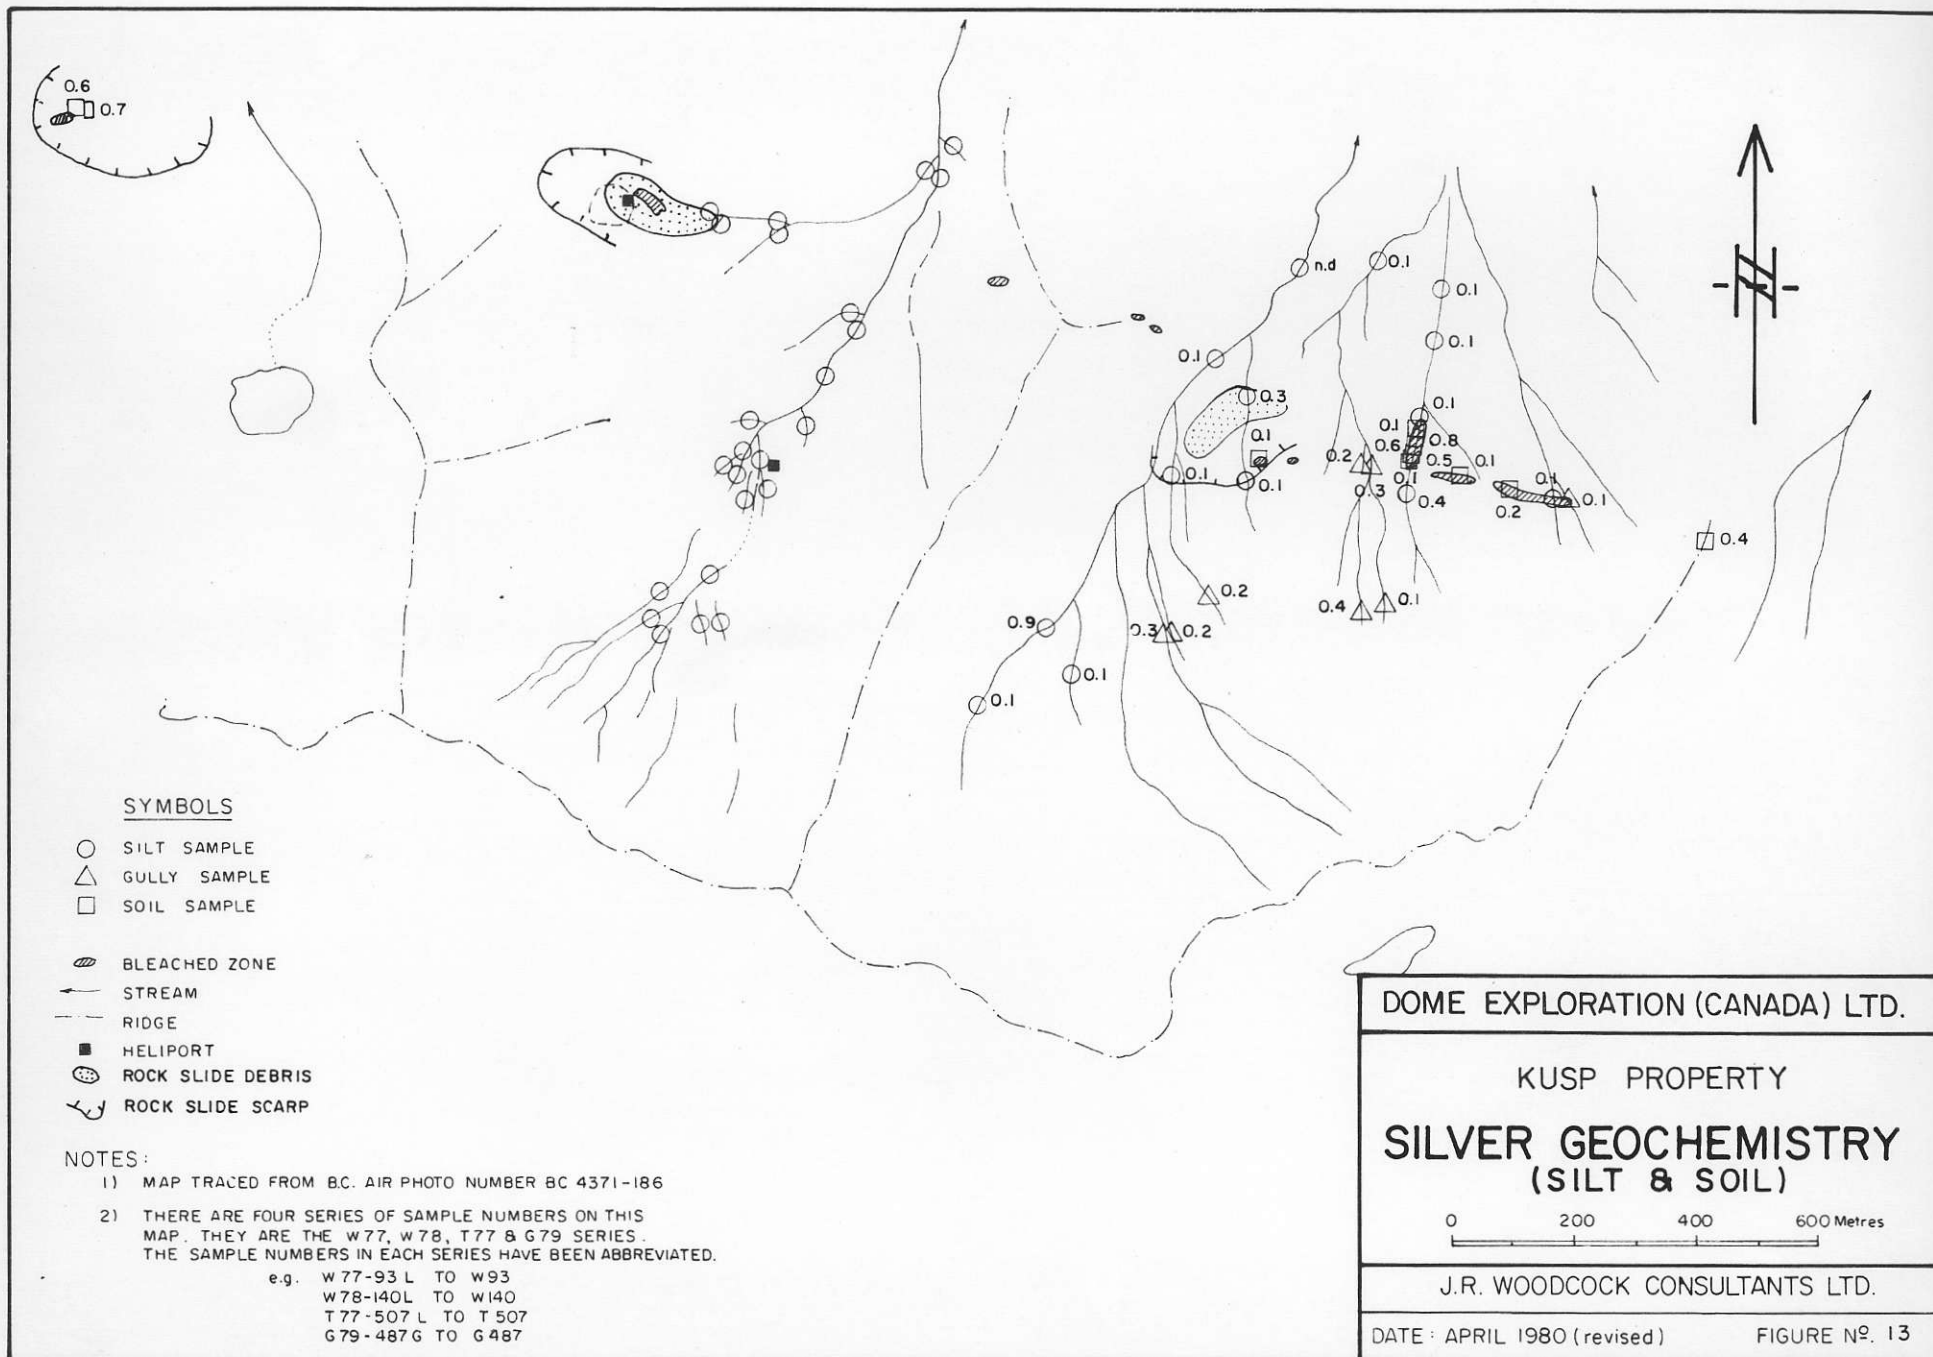 0.6
0.7
n.d
0.1
0.1
0.1
0.1
0.3
0.1
0.1
0.1
0.8
0.2
0.6
0.5
0.1
0.1
0.1
0.1
0.1
0.3
0.4
0.2
0.1
0.4
0.2
0.4
0.1
0.9
0.3
0.2
0.1
0.1
N
SYMBOLS
SILT SAMPLE
GULLY SAMPLE
SOIL SAMPLE
BLEACHED ZONE
STREAM
RIDGE
HELIPORT
ROCK SLIDE DEBRIS
ROCK SLIDE SCARP
NOTES:
1) MAP TRACED FROM B.C. AIR PHOTO NUMBER BC 4371-186
2) THERE ARE FOUR SERIES OF SAMPLE NUMBERS ON THIS
MAP. THEY ARE THE W77, W78, T77 & G79 SERIES.
THE SAMPLE NUMBERS IN EACH SERIES HAVE BEEN ABBREVIATED.
e.g. W77-93 L TO W93
W78-140L TO W140
T77-507 L TO T507
G79-487G TO G487
DOME EXPLORATION (CANADA) LTD.
KUSP PROPERTY
SILVER GEOCHEMISTRY
(SILT & SOIL)
0 200 400 600 Metres
J.R. WOODCOCK CONSULTANTS LTD.
DATE: APRIL 1980 (revised) FIGURE Nº. 13